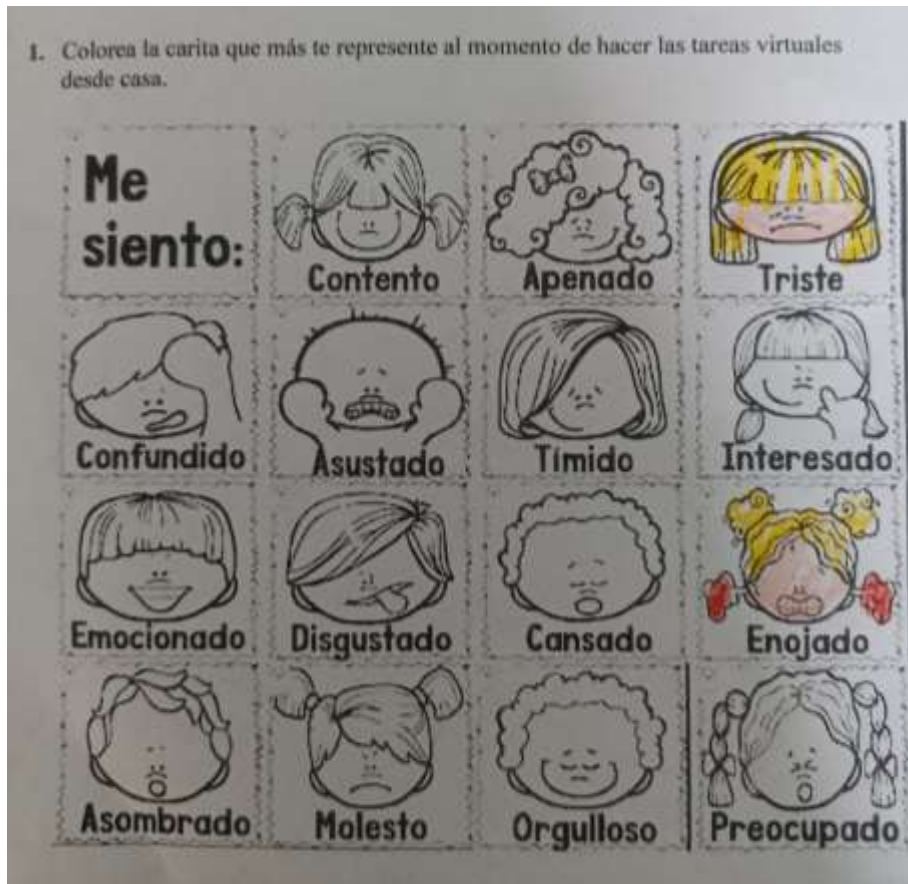 1. Colorea la carita que más te represente al momento de hacer las tareas virtuales
desde casa.
Me
siento:
Contento
Apenado
Triste
Confundido
Asustado
Tímido
Interesado
Emocionado
Disgustado
Cansado
Enojado
Asombrado
Molesto
Orgulloso
Preocupado